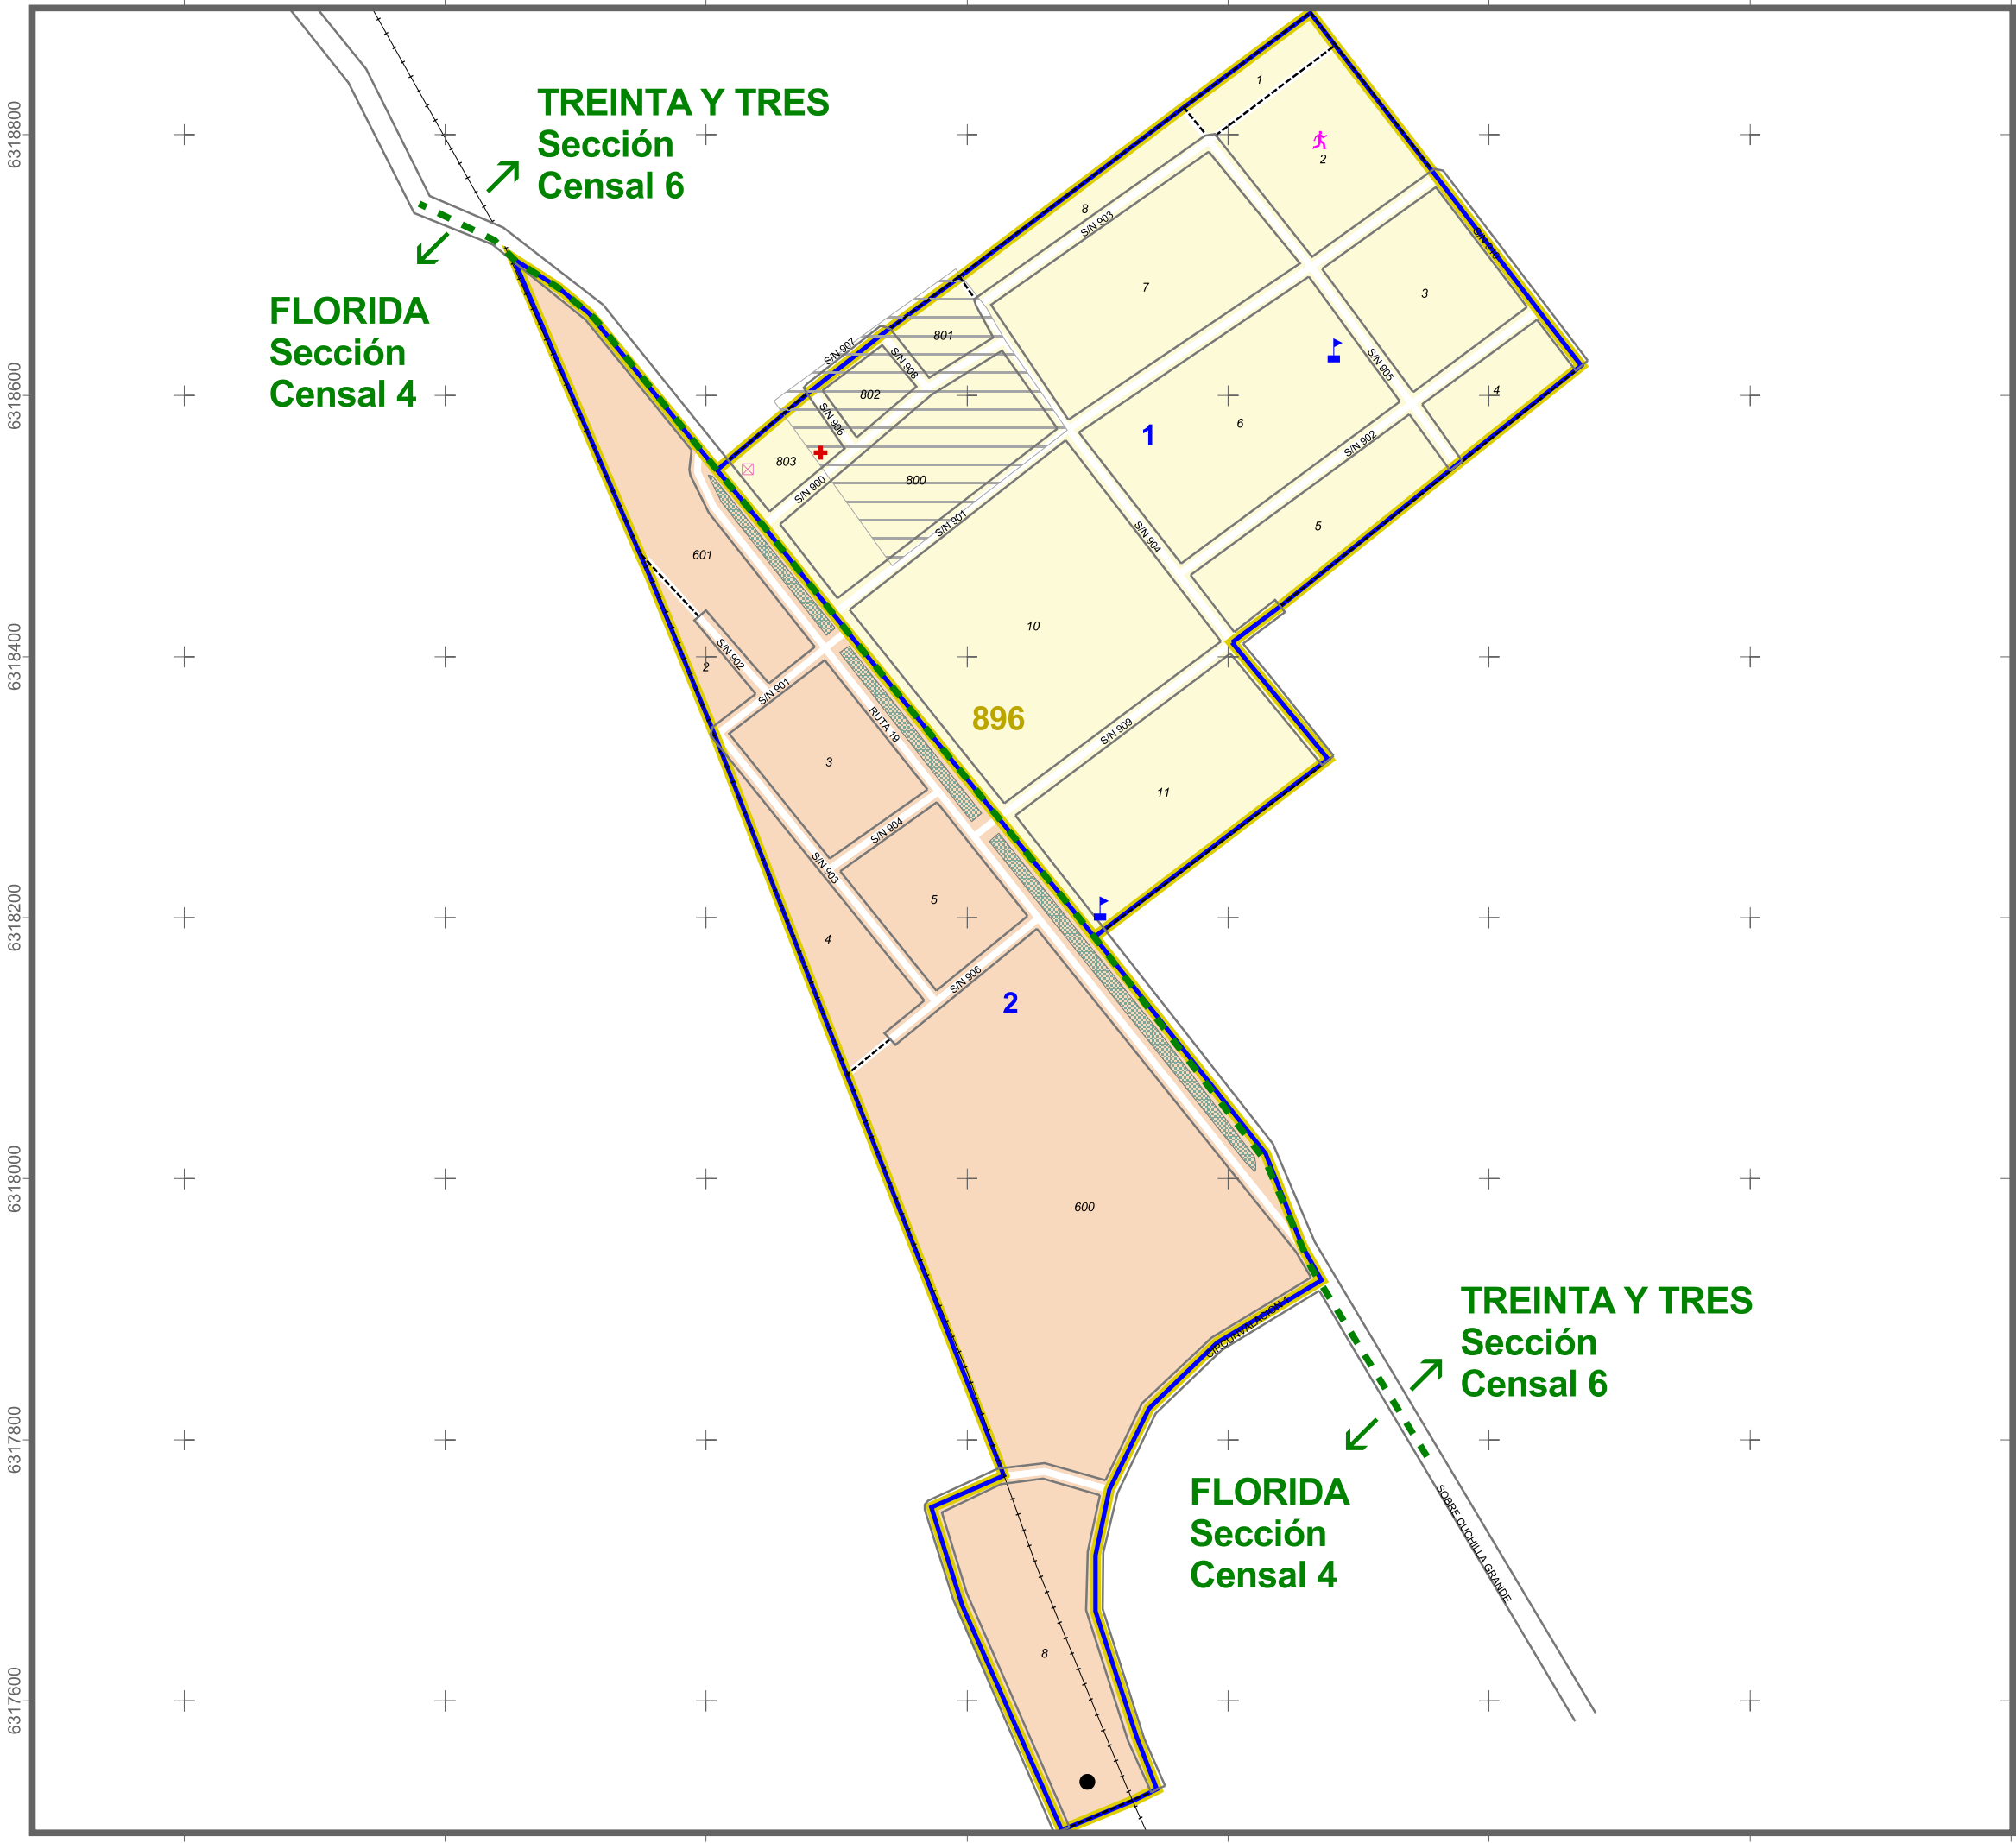 TREINTA Y TRES
Sección
Censal 6
FLORIDA
Sección
Censal 4
6318800
6318600
6318400
6318200
6318000
6317800
6317600
1
2
8
S/N 903
7
3
S/N 907
801
S/N 908
802
S/N 906
803
S/N 900
800
S/N 901
1
6
S/N 905
4
S/N 902
5
S/N 904
10
896
S/N 909
11
601
S/N 902
2
S/N 901
RUTA 19
3
S/N 904
S/N 903
5
4
S/N 906
2
600
CIRCUNVALACION 1
TREINTA Y TRES
Sección
Censal 6
FLORIDA
Sección
Censal 4
SOBRE CUCHILLA GRANDE
8